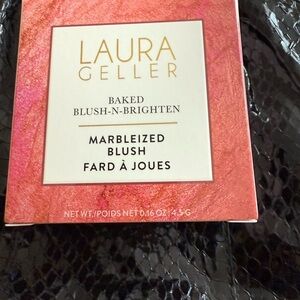 LAURA
GELLER
BAKED
BLUSH-N-BRIGHTEN
MARBLEIZED
BLUSH
FARD À JOUES
NET WT./POIDS NET 0.16 OZ / 4.5 G